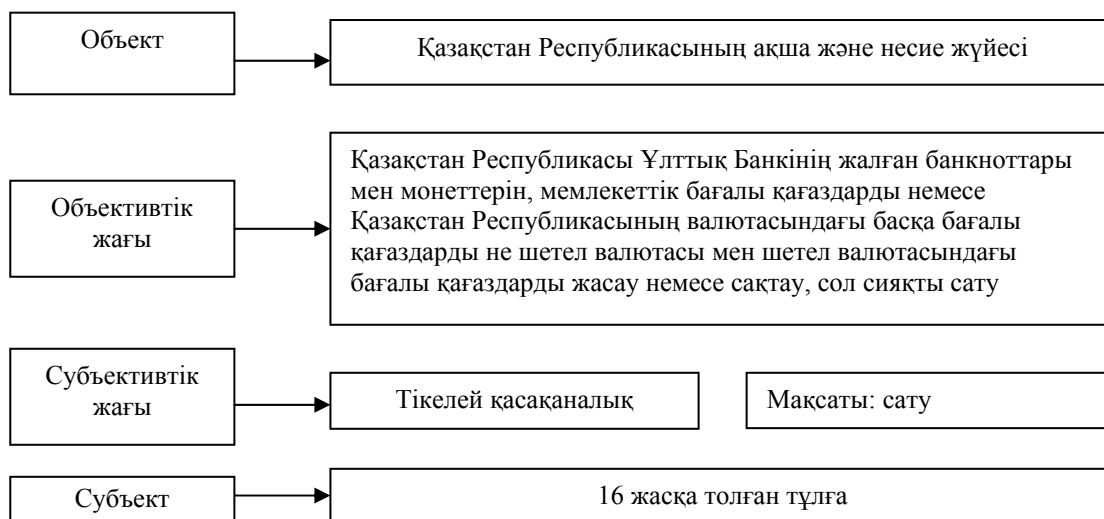 Объект
Қазақстан Республикасының ақша және несие жүйесі
Объективтік
жағы
Қазақстан Республикасы Ұлттық Банкінің жалған банкноттары
мен монеттерін, мемлекеттік бағалы қағаздарды немесе
Қазақстан Республикасының валютасындағы басқа бағалы
қағаздарды не шетел валютасы мен шетел валютасындағы
бағалы қағаздарды жасау немесе сақтау, сол сияқты сату
Субъективтік
жағы
Тікелей қасақаналық
Мақсаты: сату
Субъект
16 жасқа толған тұлға